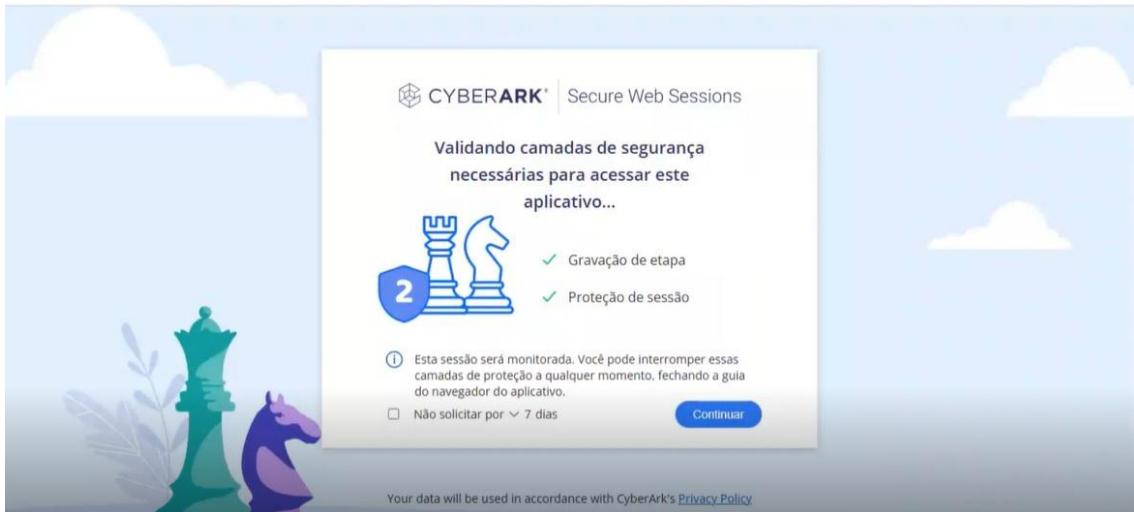 CYBERARK® Secure Web Sessions
Validando camadas de segurança
necessárias para acessar este
aplicativo...
2
Gravação de etapa
Proteção de sessão
Esta sessão será monitorada. Você pode interromper essas
camadas de proteção a qualquer momento, fechando a guia
do navegador do aplicativo.
Não solicitar por 7 dias
Continuar
Your data will be used in accordance with CyberArk's Privacy Policy